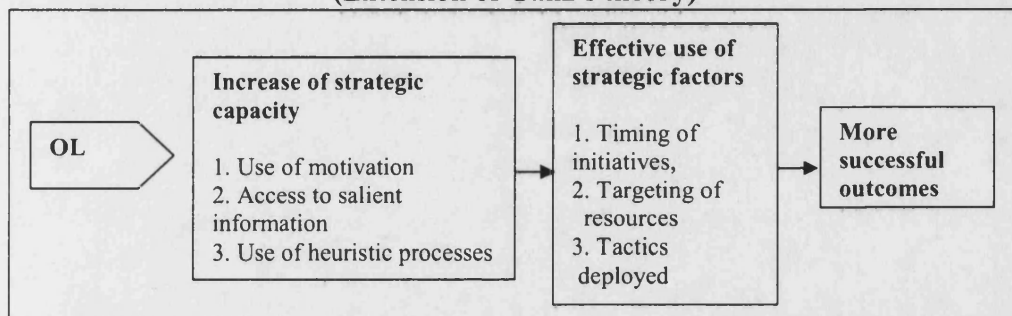 (Extension of Ganz's theory)
OL
Increase of strategic
capacity
1. Use of motivation
2. Access to salient
information
3. Use of heuristic processes
Effective use of
strategic factors
1. Timing of
initiatives,
2. Targeting of
resources
3. Tactics
deployed
More
successful
outcomes